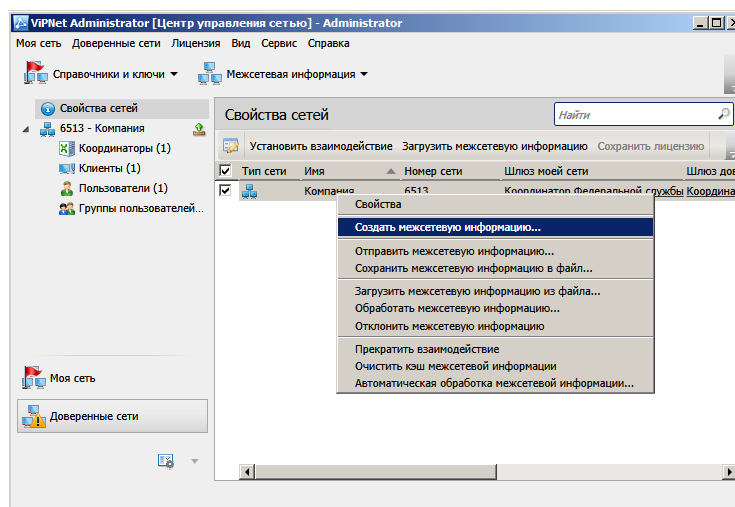 ViPNet Administrator [Центр управления сетью] - Administrator
Моя сеть Доверенные сети Лицензия Вид Сервис Справка
Справочники и ключи Межсетевая информация
Свойства сетей
6513 - Компания
Координаторы (1)
Клиенты (1)
Пользователи (1)
Группы пользователей...
Моя сеть
Доверенные сети
Свойства сетей Найти
Установить взаимодействие Загрузить межсетевую информацию Сохранить лицензию
Тип сети Имя Номер сети Шлюз моей сети Шлюз дов
Компания 6513 Координатор Федеральной службы Координа
Свойства
Создать межсетевую информацию...
Отправить межсетевую информацию...
Сохранить межсетевую информацию в файл...
Загрузить межсетевую информацию из файла...
Обработать межсетевую информацию...
Отклонить межсетевую информацию
Прекратить взаимодействие
Очистить кэш межсетевой информации
Автоматическая обработка межсетевой информации...